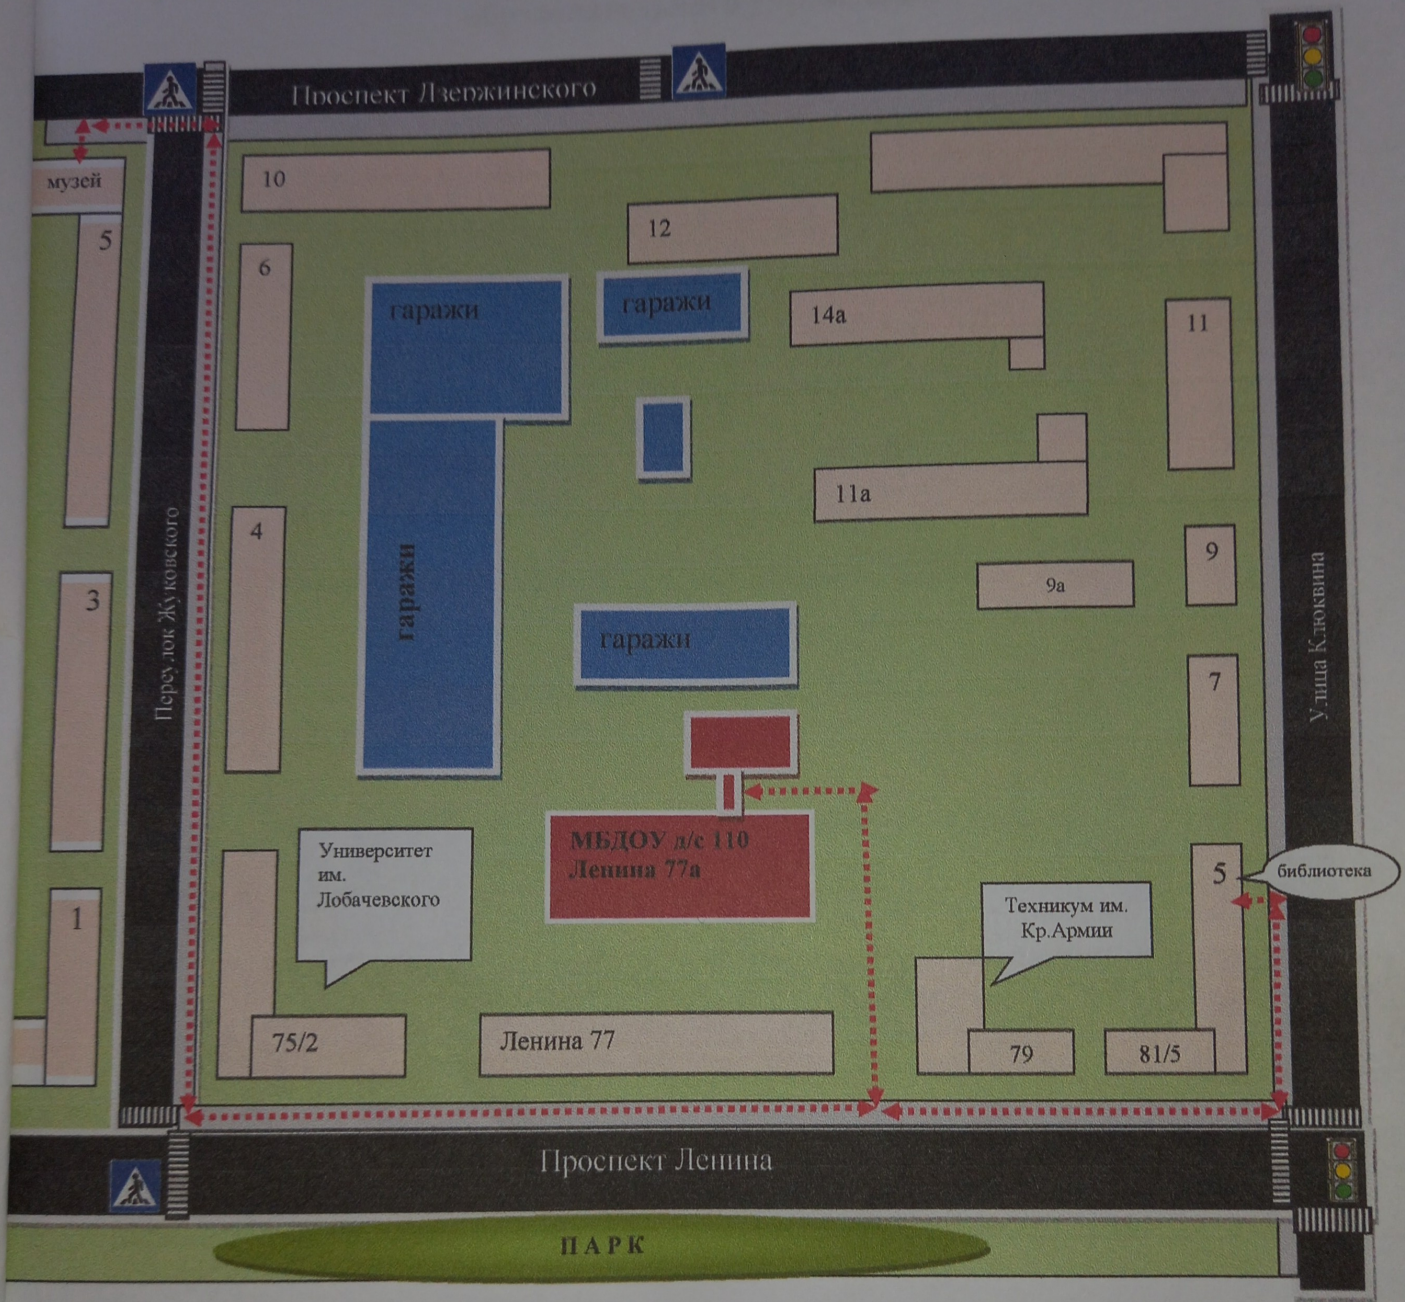 Проспект Дзержинского
музей
10
12
5
6
гаражи
гаражи
14а
11
11а
4
9
9а
3
гаражи
Переулок Жуковского
Улица Клюквина
гаражи
7
МБДОУ д/с 110
Ленина 77а
Университет
им.
Лобачевского
5
библиотека
Техникум им.
Кр.Армии
1
75/2
Ленина 77
79
81/5
Проспект Ленина
ПАРК